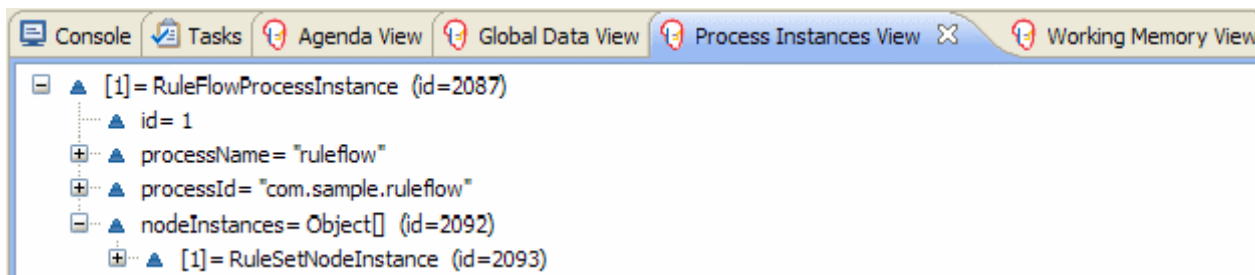 Console Tasks Agenda View Global Data View Process Instances View Working Memory View
[1]= RuleFlowProcessInstance (id=2087)
id= 1
processName= "ruleflow"
processId= "com.sample.ruleflow"
nodeInstances= Object[] (id=2092)
[1]= RuleSetNodeInstance (id=2093)